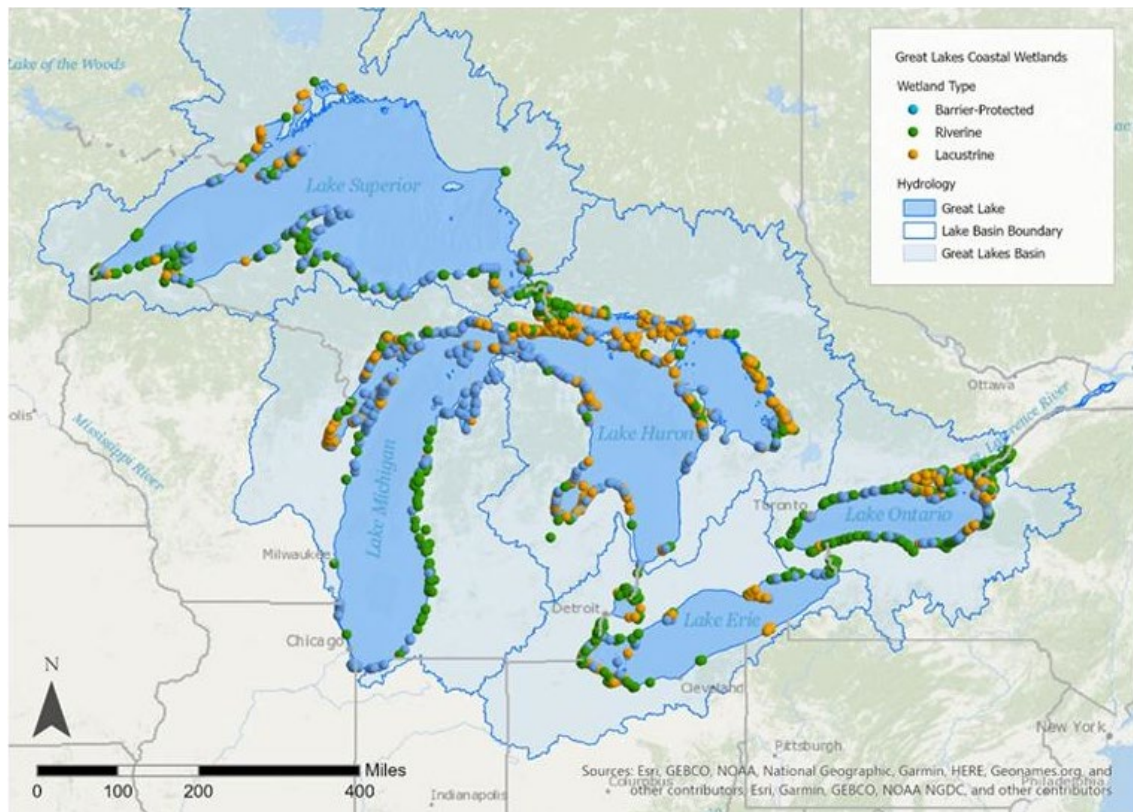 Great Lakes Coastal Wetlands
Wetland Type
Barrier-Protected
Riverine
Lacustrine
Hydrology
Great Lake
Lake Basin Boundary
Great Lakes Basin
Lake of the Woods
Lake Superior
Ottawa
Mississippi River
Lawrence River
Lake Huron
Lake Michigan
Toronto
Lake Ontario
Milwaukee
Detroit
Lake Erie
Chicago
Cleveland
N
New York
Pittsburgh
Philadelphia
Miles
0 100 200 400
Columbus
Indianapolis
Sources: Esri, GEBCO, NOAA, National Geographic, Garmin, HERE, Geonames.org, and
other contributors, Esri, Garmin, GEBCO, NOAA NGDC, and other contributors